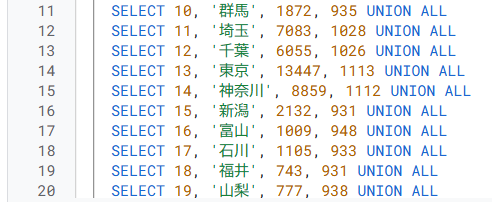 11 SELECT 10, '群馬', 1872, 935 UNION ALL
12 SELECT 11, '埼玉', 7083, 1028 UNION ALL
13 SELECT 12, '千葉', 6055, 1026 UNION ALL
14 SELECT 13, '東京', 13447, 1113 UNION ALL
15 SELECT 14, '神奈川', 8859, 1112 UNION ALL
16 SELECT 15, '新潟', 2132, 931 UNION ALL
17 SELECT 16, '富山', 1009, 948 UNION ALL
18 SELECT 17, '石川', 1105, 933 UNION ALL
19 SELECT 18, '福井', 743, 931 UNION ALL
20 SELECT 19, '山梨', 777, 938 UNION ALL